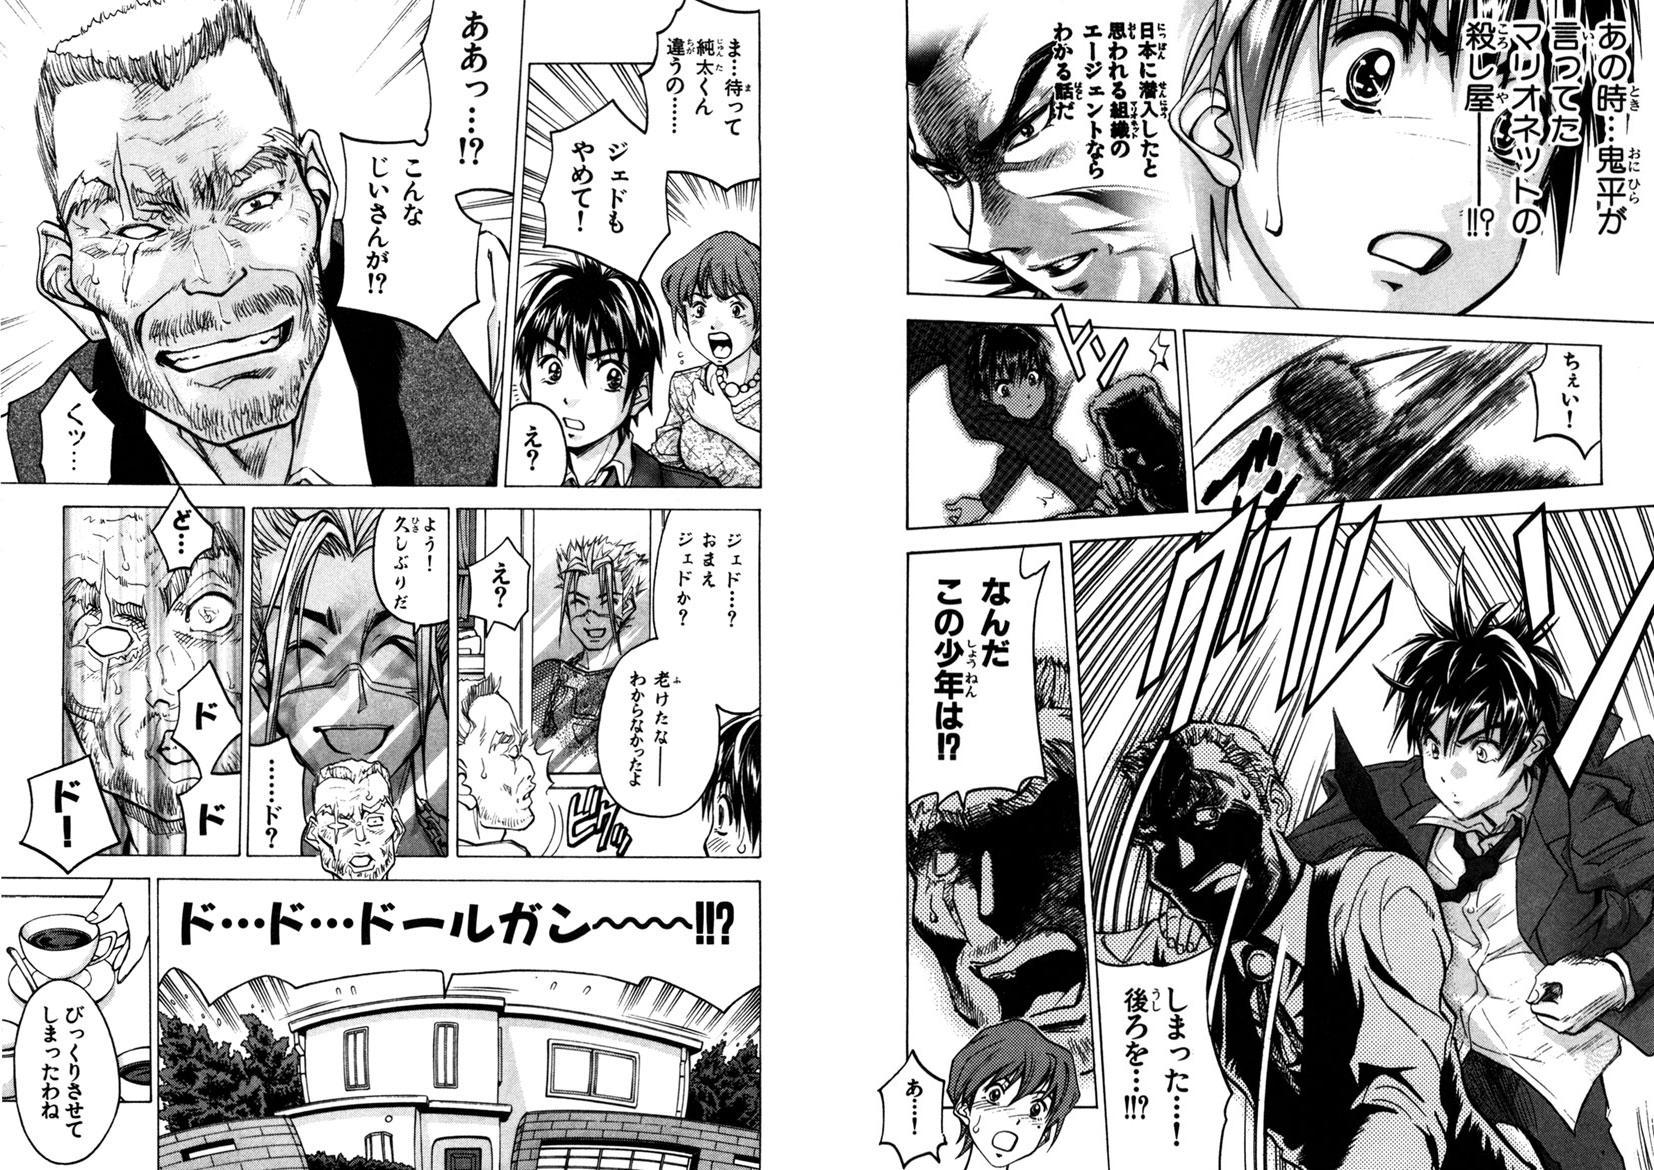 あの時…鬼平が
言ってた
マリオネットの
殺し屋──!!?
日本に潜入したと
思われる組織の
エージェントなら
わかる話だ
ちぇい!
ドン
グルルル
なんだ
この少年は!?
しまった…!
後ろを…!!?
あ…!
ま…待って
純太くん
違うの……
ジェドも
やめて!
え?
ああっ…!?
こんな
じいさんが!?
くッ…
ジェド…?
おまえ
ジェドか?
老けたな──
わからなかったよ
え?
よう!
久しぶりだ
……ド?
ど…
ド
ド
ド!
ド…ド…ドールガン~~~~!!?
びっくりさせて
しまったわね